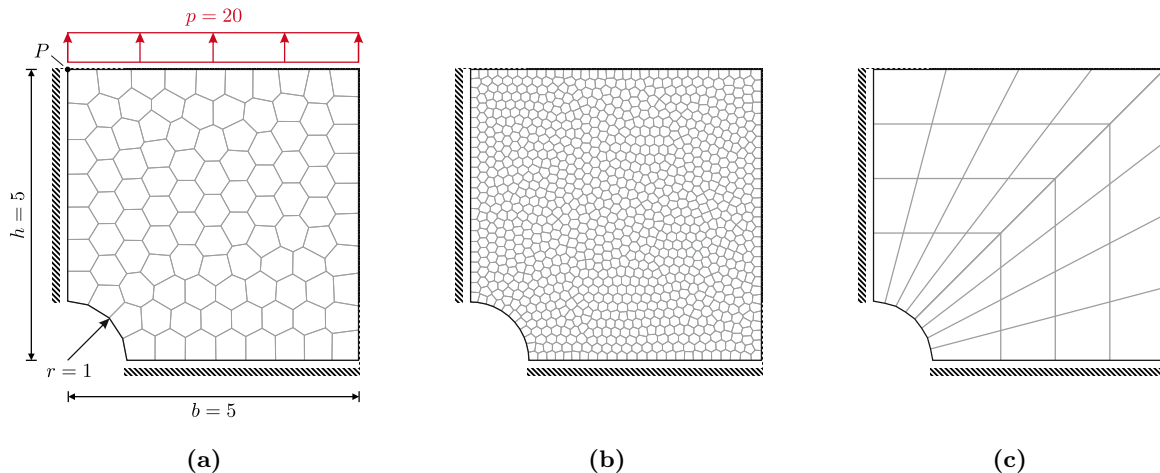 p = 20
P
h = 5
r = 1
b = 5
(a)
(b)
(c)